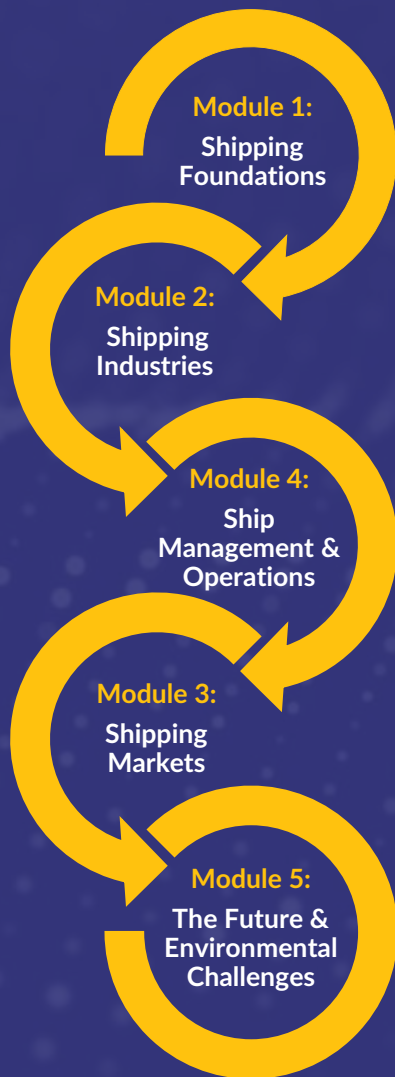 Module 1:
Shipping
Foundations
Module 2:
Shipping
Industries
Module 4:
Ship
Management &
Operations
Module 3:
Shipping
Markets
Module 5:
The Future &
Environmental
Challenges